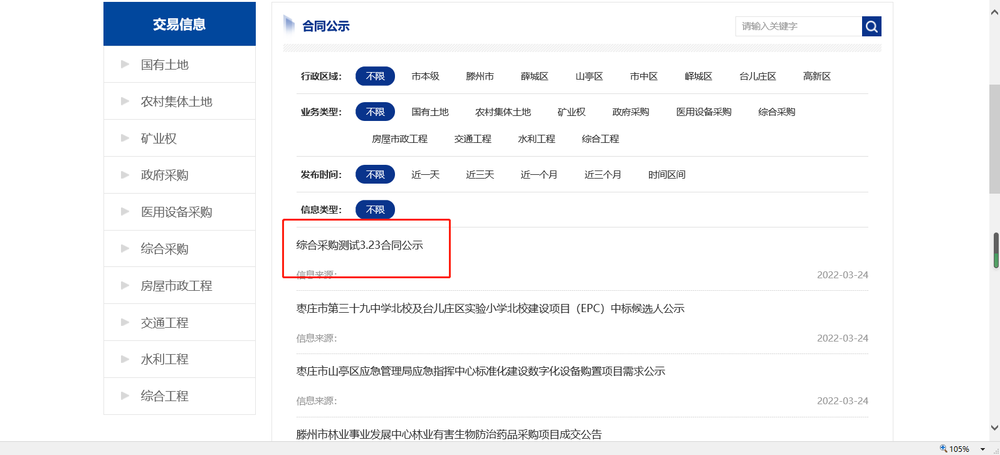 交易信息
国有土地
农村集体土地
矿业权
政府采购
医用设备采购
综合采购
房屋市政工程
交通工程
水利工程
综合工程
合同公示
请输入关键字
行政区域： 不限 市本级 滕州市 薛城区 山亭区 市中区 峄城区 台儿庄区 高新区
业务类型： 不限 国有土地 农村集体土地 矿业权 政府采购 医用设备采购 综合采购
房屋市政工程 交通工程 水利工程 综合工程
发布时间： 不限 近一天 近三天 近一个月 近三个月 时间区间
信息类型： 不限
综合采购测试3.23合同公示
信息来源： 2022-03-24
枣庄市第三十九中学北校及台儿庄区实验小学北校建设项目（EPC）中标候选人公示
信息来源： 2022-03-24
枣庄市山亭区应急管理局应急指挥中心标准化建设数字化设备购置项目需求公示
信息来源： 2022-03-24
滕州市林业事业发展中心林业有害生物防治药品采购项目成交公告
105%